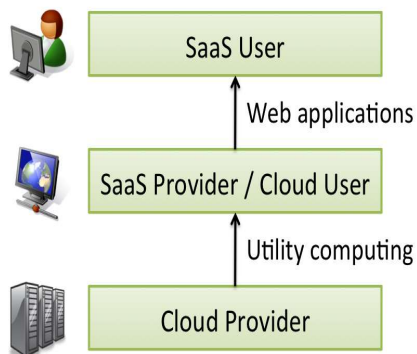 SaaS User
Web applications
SaaS Provider / Cloud User
Utility computing
Cloud Provider